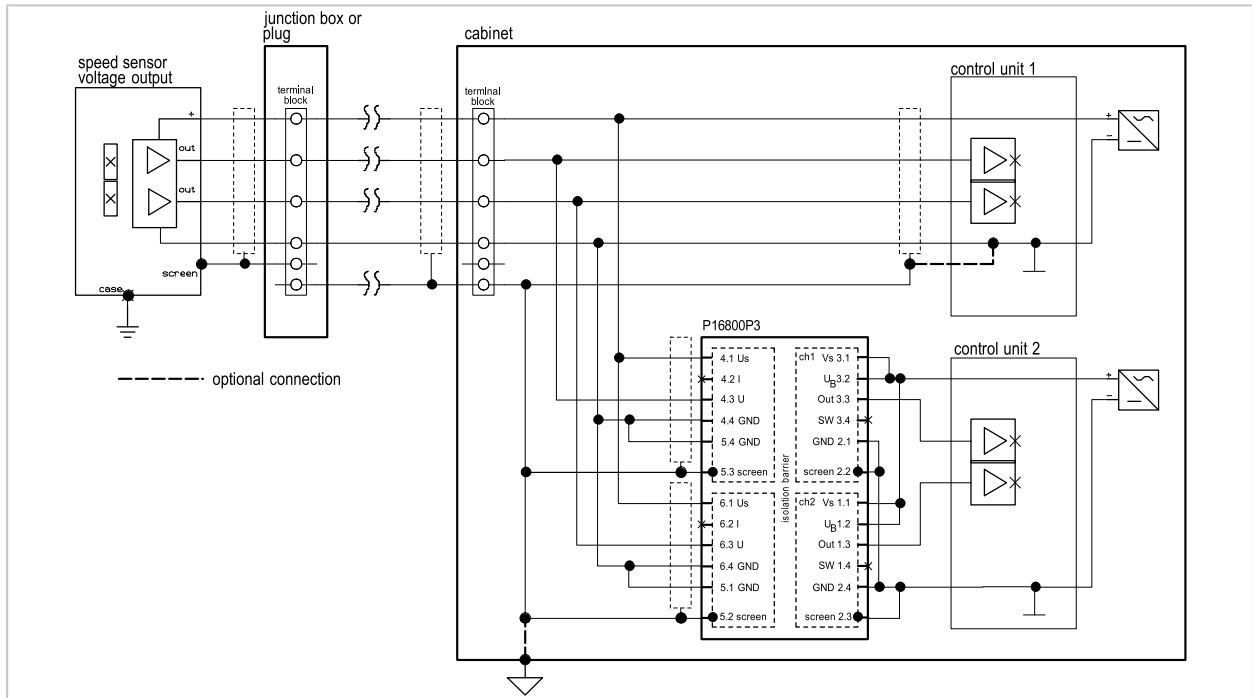 junction box or
plug
cabinet
speed sensor
voltage output
terminal
block
terminal
block
control unit 1
+
out
out
screen
case
+
-
optional connection
P16800P3
control unit 2
4.1 Us
4.2 I
4.3 U
4.4 GND
5.4 GND
5.3 screen
6.1 Us
6.2 I
6.3 U
6.4 GND
5.1 GND
5.2 screen
isolation barrier
ch1 Vs 3.1
UB3.2
Out 3.3
SW 3.4
GND 2.1
screen 2.2
ch2 Vs 1.1
UB1.2
Out 1.3
SW 1.4
GND 2.4
screen 2.3
+
-